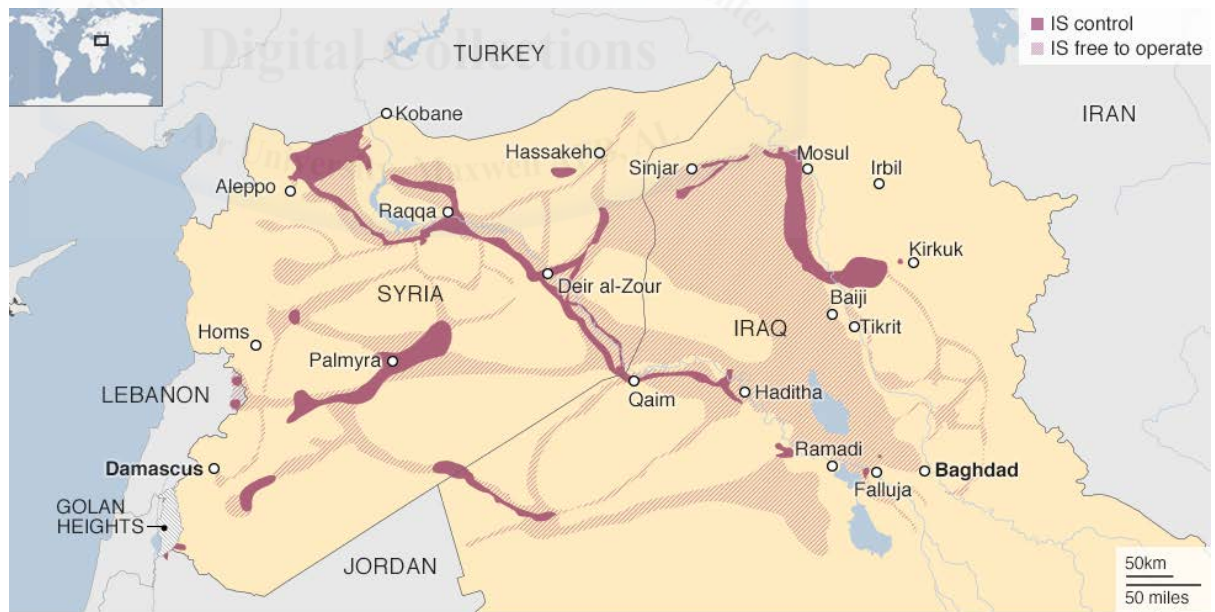 Digital Collections
IS control
IS free to operate
TURKEY
IRAN
Kobane
Hassakeh
Sinjar
Mosul
Irbil
Aleppo
Raqqa
Kirkuk
Deir al-Zour
SYRIA
Baiji
IRAQ
Tikrit
Homs
Palmyra
LEBANON
Qaim
Haditha
Ramadi
Damascus
Baghdad
Falluja
GOLAN
HEIGHTS
JORDAN
50km
50 miles